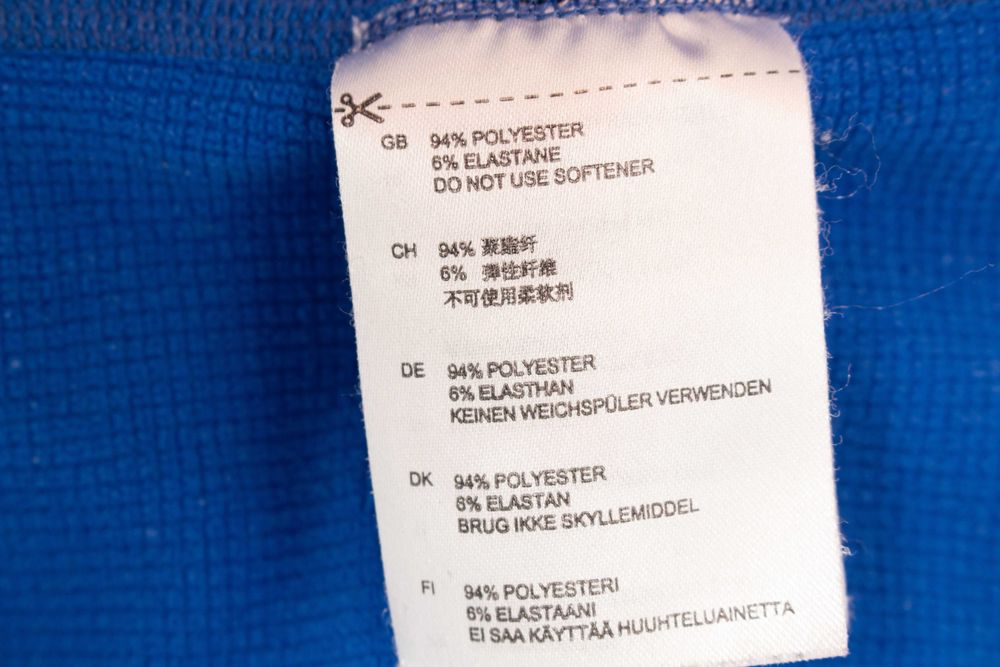 GB 94% POLYESTER
6% ELASTANE
DO NOT USE SOFTENER
CH 94% 聚酯纤
6% 弹性纤维
不可使用柔软剂
DE 94% POLYESTER
6% ELASTHAN
KEINEN WEICHSPÜLER VERWENDEN
DK 94% POLYESTER
6% ELASTAN
BRUG IKKE SKYLLEMIDDEL
FI 94% POLYESTERI
6% ELASTAANI
EI SAA KÄYTTÄÄ HUUHTELUAINETTA